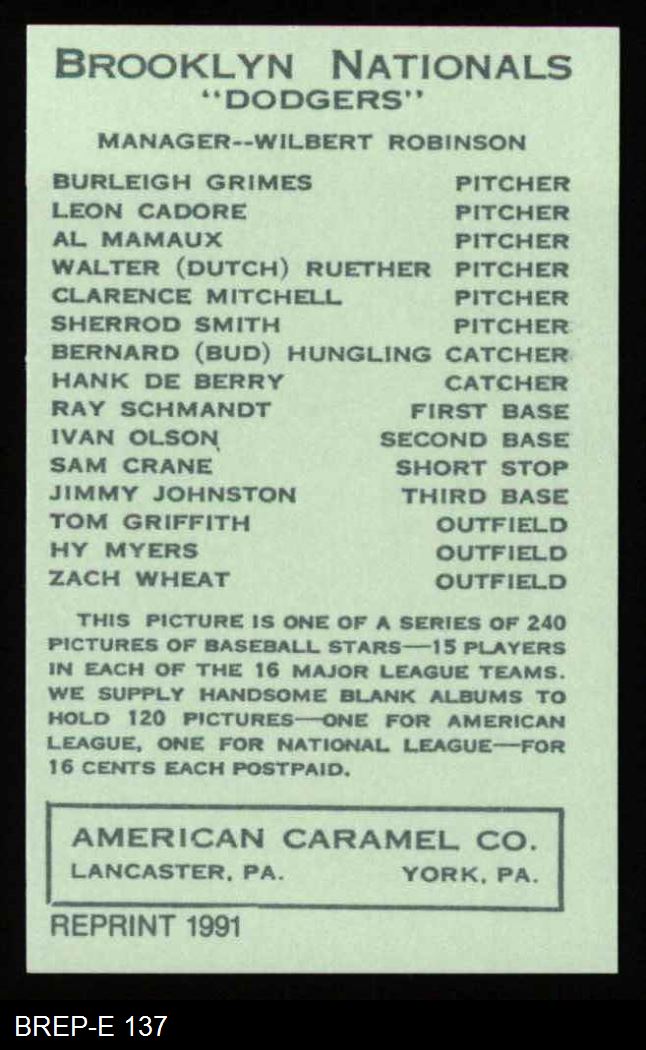 BROOKLYN NATIONALS
"DODGERS"
MANAGER--WILBERT ROBINSON
BURLEIGH GRIMES PITCHER
LEON CADORE PITCHER
AL MAMAUX PITCHER
WALTER (DUTCH) RUETHER PITCHER
CLARENCE MITCHELL PITCHER
SHERROD SMITH PITCHER
BERNARD (BUD) HUNGLING CATCHER
HANK DE BERRY CATCHER
RAY SCHMANDT FIRST BASE
IVAN OLSON SECOND BASE
SAM CRANE SHORT STOP
JIMMY JOHNSTON THIRD BASE
TOM GRIFFITH OUTFIELD
HY MYERS OUTFIELD
ZACH WHEAT OUTFIELD
THIS PICTURE IS ONE OF A SERIES OF 240
PICTURES OF BASEBALL STARS—15 PLAYERS
IN EACH OF THE 16 MAJOR LEAGUE TEAMS.
WE SUPPLY HANDSOME BLANK ALBUMS TO
HOLD 120 PICTURES—ONE FOR AMERICAN
LEAGUE, ONE FOR NATIONAL LEAGUE—FOR
16 CENTS EACH POSTPAID.
AMERICAN CARAMEL CO.
LANCASTER, PA. YORK, PA.
REPRINT 1991
BREP-E 137